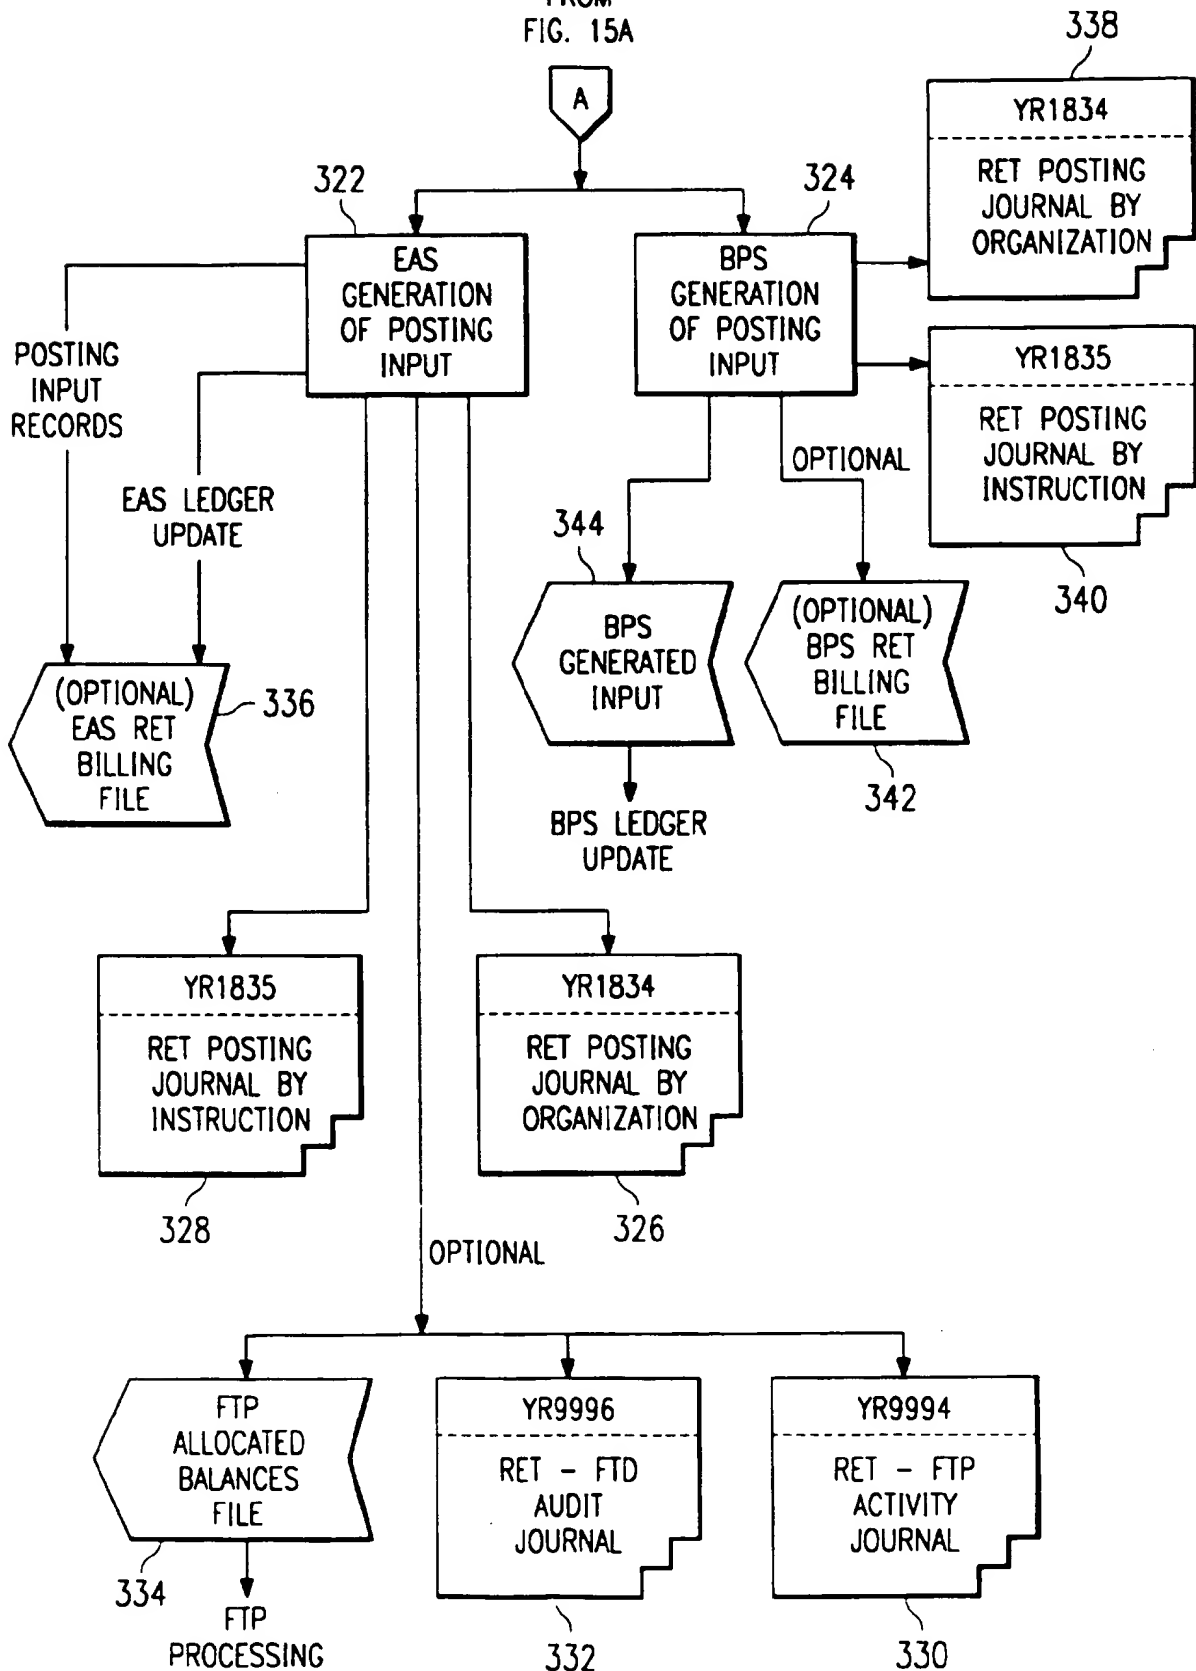 FROM
FIG. 15A
A
338
YR1834
RET POSTING
JOURNAL BY
ORGANIZATION
322
EAS
GENERATION
OF POSTING
INPUT
324
BPS
GENERATION
OF POSTING
INPUT
YR1835
RET POSTING
JOURNAL BY
INSTRUCTION
340
POSTING
INPUT
RECORDS
EAS LEDGER
UPDATE
OPTIONAL
344
BPS
GENERATED
INPUT
(OPTIONAL)
BPS RET
BILLING
FILE
342
BPS LEDGER
UPDATE
(OPTIONAL)
EAS RET
BILLING
FILE
336
YR1835
RET POSTING
JOURNAL BY
INSTRUCTION
328
YR1834
RET POSTING
JOURNAL BY
ORGANIZATION
326
OPTIONAL
FTP
ALLOCATED
BALANCES
FILE
334
FTP
PROCESSING
YR9996
RET - FTD
AUDIT
JOURNAL
332
YR9994
RET - FTP
ACTIVITY
JOURNAL
330